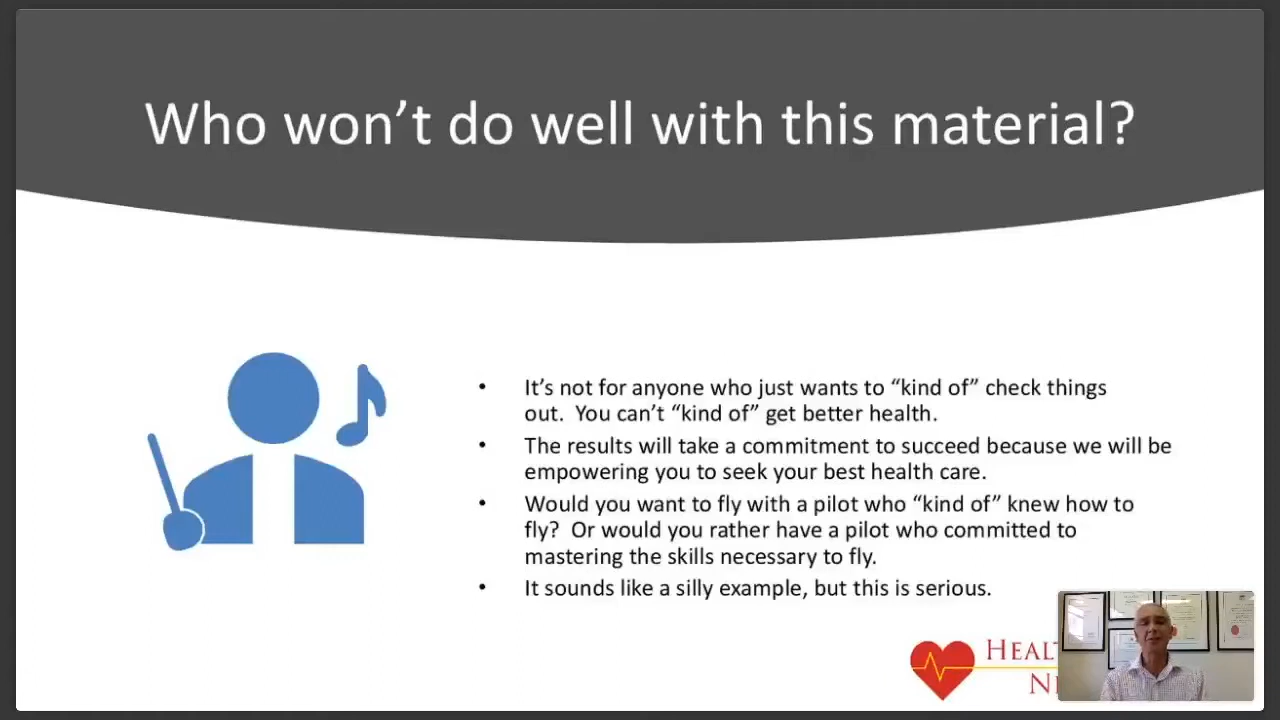 Who won’t do well with this material?
• It’s not for anyone who just wants to “kind of” check things
out.  You can’t “kind of” get better health.
• The results will take a commitment to succeed because we will be
empowering you to seek your best health care.
• Would you want to fly with a pilot who “kind of” knew how to
fly?  Or would you rather have a pilot who committed to
mastering the skills necessary to fly.
• It sounds like a silly example, but this is serious.